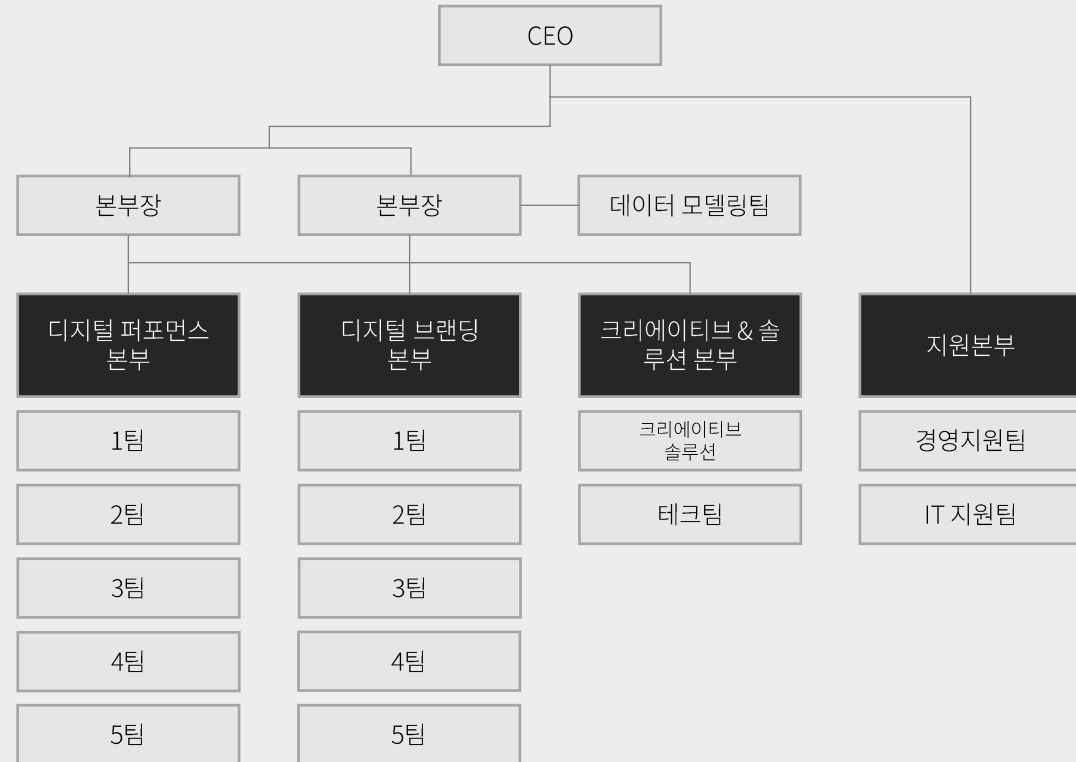 CEO
본부장
본부장
데이터 모델링팀
디지털 퍼포먼스
본부
디지털 브랜딩
본부
크리에이티브 & 솔
루션 본부
지원본부
1팀
1팀
크리에이티브
솔루션
경영지원팀
2팀
2팀
테크팀
IT 지원팀
3팀
3팀
4팀
4팀
5팀
5팀